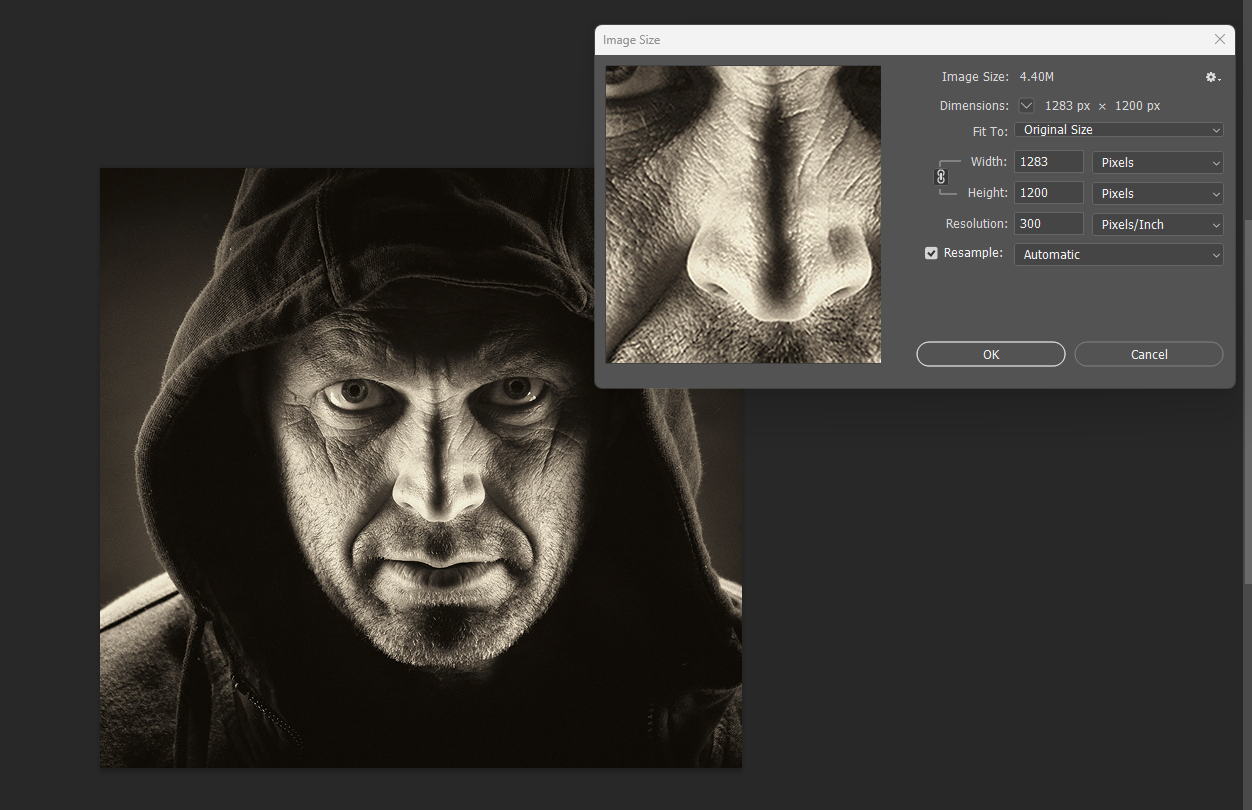 Image Size
Image Size: 4.40M
Dimensions: 1283 px × 1200 px
Fit To: Original Size
Width: 1283 Pixels
Height: 1200 Pixels
Resolution: 300 Pixels/Inch
Resample: Automatic
OK Cancel